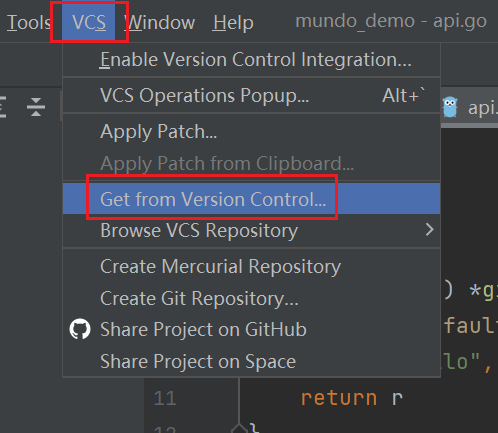 Tools VCS Window Help mundo_demo - api.go
Enable Version Control Integration...
VCS Operations Popup... Alt+`
api.
Apply Patch...
Apply Patch from Clipboard...
Get from Version Control...
Browse VCS Repository
Create Mercurial Repository
) *g
Create Git Repository...
fault
Share Project on GitHub
lo",
Share Project on Space
11 return r
12 }